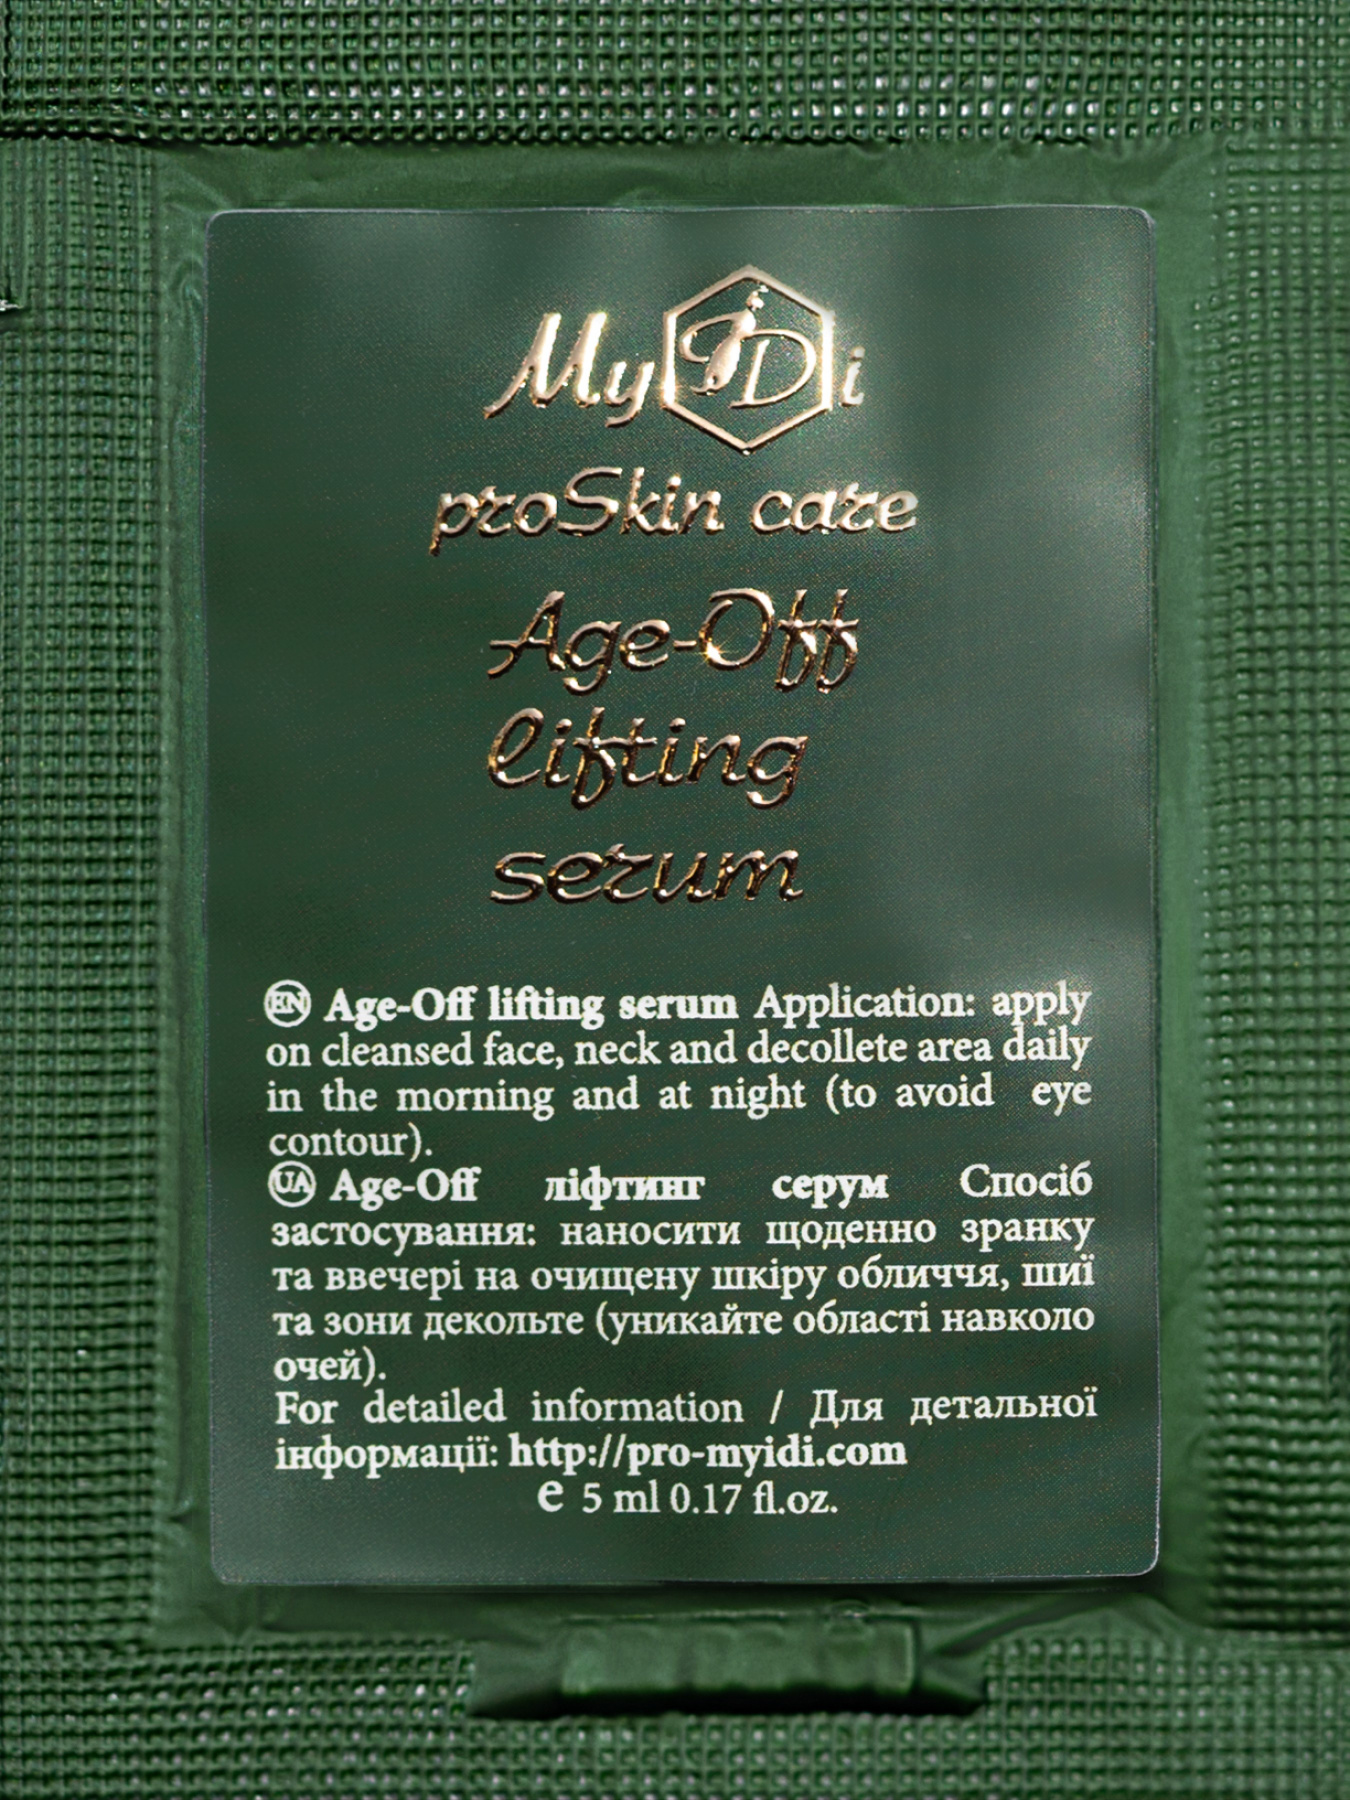 MyiDi
proSkin care
Age-Off
lifting
serum
EN Age-Off lifting serum Application: apply
on cleansed face, neck and decollete area daily
in the morning and at night (to avoid eye
contour).
UA Age-Off ліфтинг серум Спосіб
застосування: наносити щоденно зранку
та ввечері на очищену шкіру обличчя, шиї
та зони декольте (уникайте області навколо
очей).
For detailed information / Для детальної
інформації: http://pro-myidi.com
e 5 ml 0.17 fl.oz.